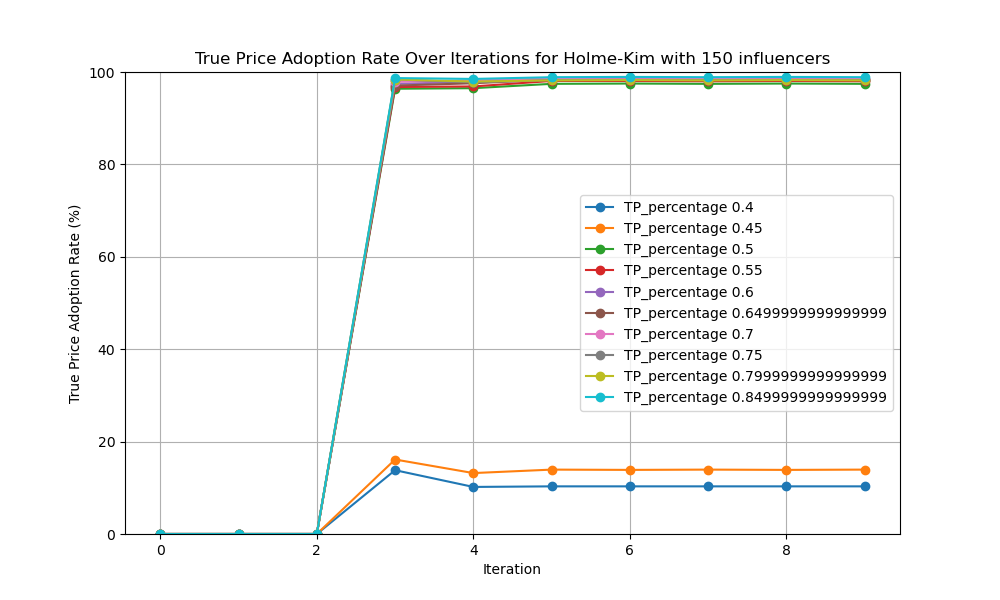 True Price Adoption Rate Over Iterations for Holme-Kim with 150 influencers
True Price Adoption Rate (%)
100
80
60
40
20
0
TP_percentage 0.4
TP_percentage 0.45
TP_percentage 0.5
TP_percentage 0.55
TP_percentage 0.6
TP_percentage 0.6499999999999999
TP_percentage 0.7
TP_percentage 0.75
TP_percentage 0.7999999999999999
TP_percentage 0.8499999999999999
0 2 4 6 8
Iteration